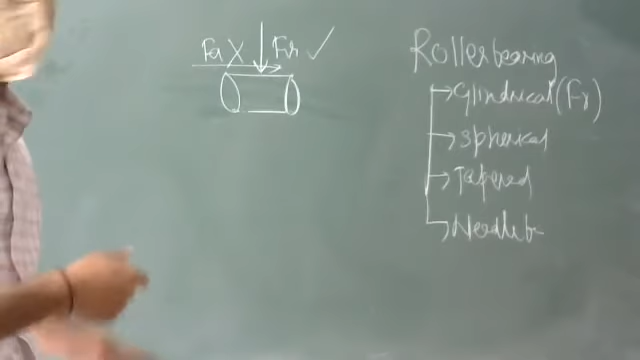 Fa X Fr ✓
Roller bearing
Cylindrical (Fr)
Spherical
Tapered
Needle b